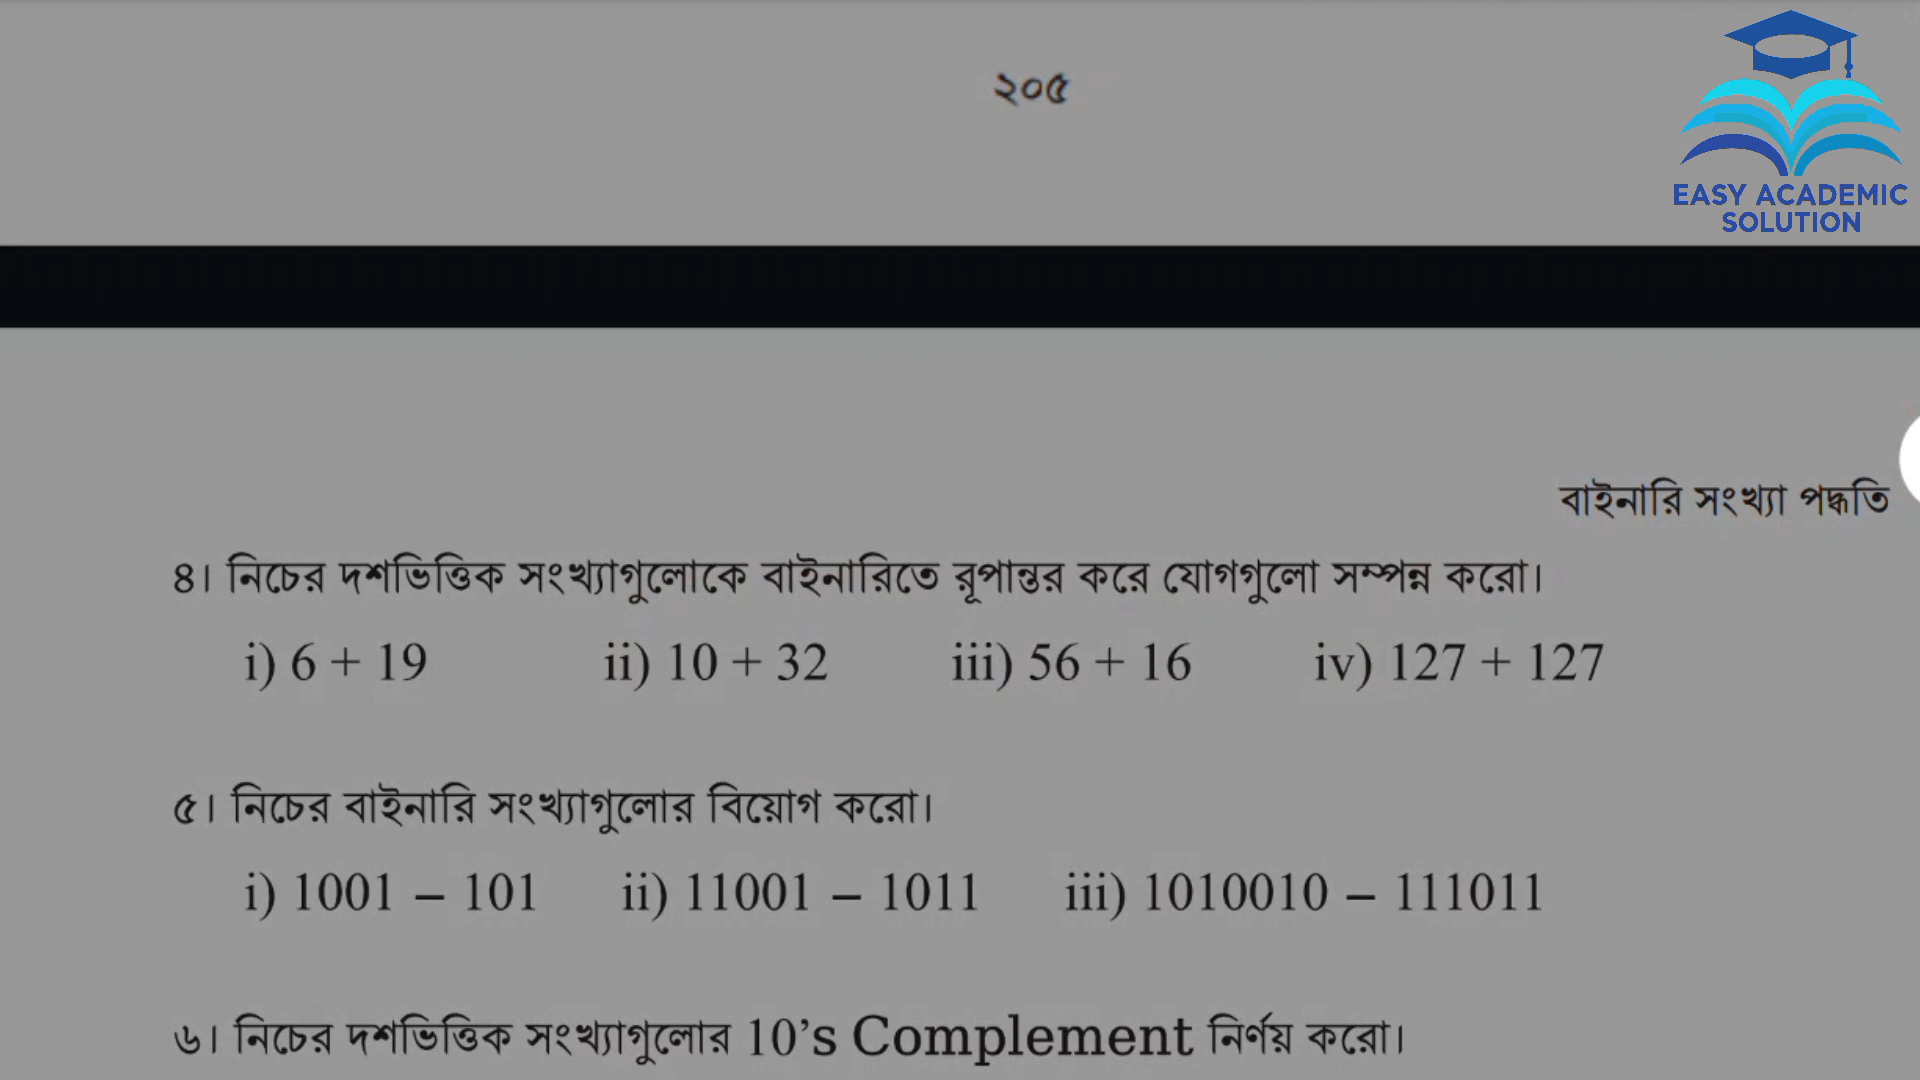 ২০৫
EASY ACADEMIC
SOLUTION
বাইনারি সংখ্যা পদ্ধতি
৪। নিচের দশভিত্তিক সংখ্যাগুলোকে বাইনারিতে রূপান্তর করে যোগগুলো সম্পন্ন করো।
i) 6 + 19 ii) 10 + 32 iii) 56 + 16 iv) 127 + 127
৫। নিচের বাইনারি সংখ্যাগুলোর বিয়োগ করো।
i) 1001 – 101 ii) 11001 – 1011 iii) 1010010 – 111011
৬। নিচের দশভিত্তিক সংখ্যাগুলোর 10’s Complement নির্ণয় করো।